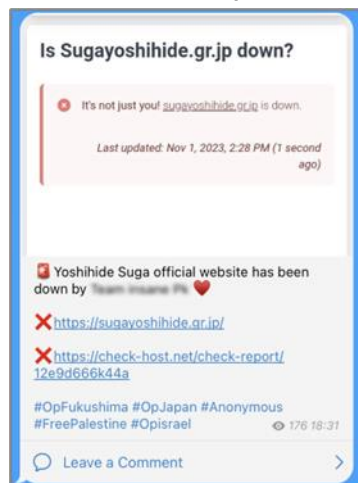 Is Sugayoshihide.gr.jp down?
It's not just you! sugayoshihide.gr.jp is down.
Last updated: Nov 1, 2023, 2:28 PM (1 second
ago)
🚨 Yoshihide Suga official website has been
down by ❤️
❌https://sugayoshihide.gr.jp/
❌https://check-host.net/check-report/
12e9d666k44a
#OpFukushima #OpJapan #Anonymous
#FreePalestine #Opisrael 176 18:31
Leave a Comment